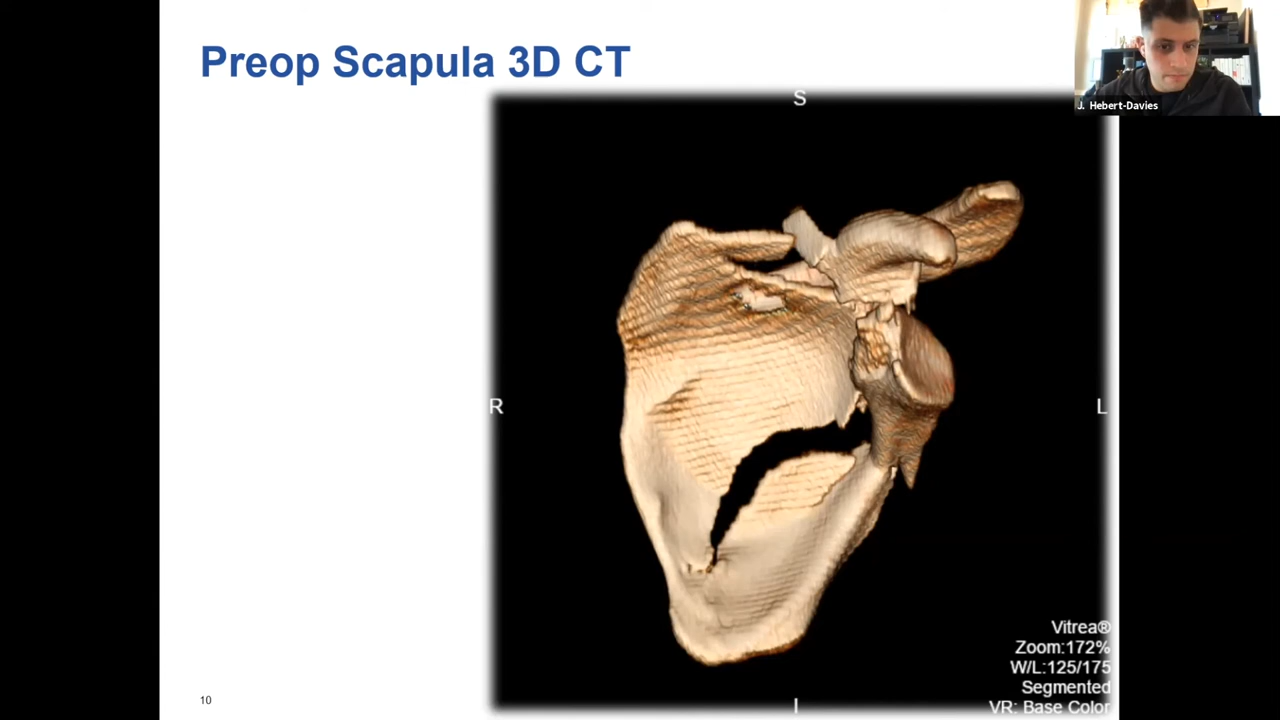 Preop Scapula 3D CT
J. Hebert-Davies
S
R
L
Vitrea®
Zoom:172%
W/L:125/175
Segmented
VR: Base Color
I
10